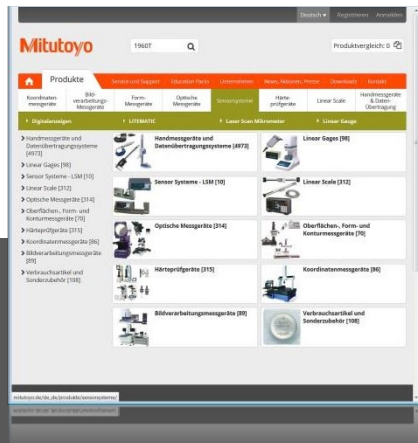 Deutsch Registrieren Anmelden
Mitutoyo
1960T
Produktvergleich: 0
Produkte
Service und Support Education Packs Unternehmen News, Aktionen, Presse Downloads Kontakt
Koordinaten-
messgeräte
Bild-
verarbeitungs-
Messgeräte
Form-
Messgeräte
Optische
Messgeräte
Sensorsysteme
Härte-
prüfgeräte
Linear Scale
Handmessgeräte
& Daten-
Übertragung
Digitalanzeigen LITEMATIC Laser Scan Mikrometer Linear Gauge
Handmessgeräte und
Datenübertragungssysteme
[4973]
Linear Gages [98]
Sensor Systeme - LSM [10]
Linear Scale [312]
Optische Messgeräte [314]
Oberflächen-, Form- und
Konturmessgeräte [70]
Härteprüfgeräte [315]
Koordinatenmessgeräte [86]
Bildverarbeitungsmessgeräte
[89]
Verbrauchsartikel und
Sonderzubehör [108]
Handmessgeräte und
Datenübertragungssysteme [4973]
Linear Gages [98]
Sensor Systeme - LSM [10]
Linear Scale [312]
Optische Messgeräte [314]
Oberflächen-, Form- und
Konturmessgeräte [70]
Härteprüfgeräte [315]
Koordinatenmessgeräte [86]
Bildverarbeitungsmessgeräte [89]
Verbrauchsartikel und
Sonderzubehör [108]
mitutoyo.de/de_de/produkte/sensorsysteme/